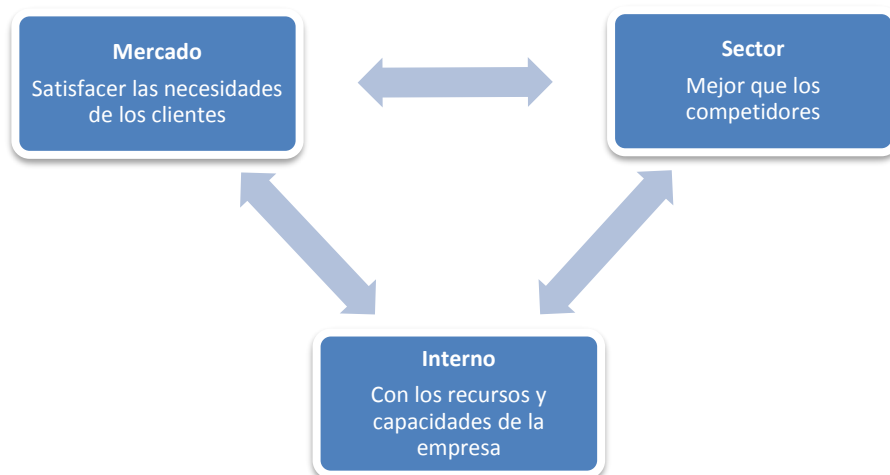 Mercado
Satisfacer las necesidades
de los clientes
Sector
Mejor que los
competidores
Interno
Con los recursos y
capacidades de la
empresa